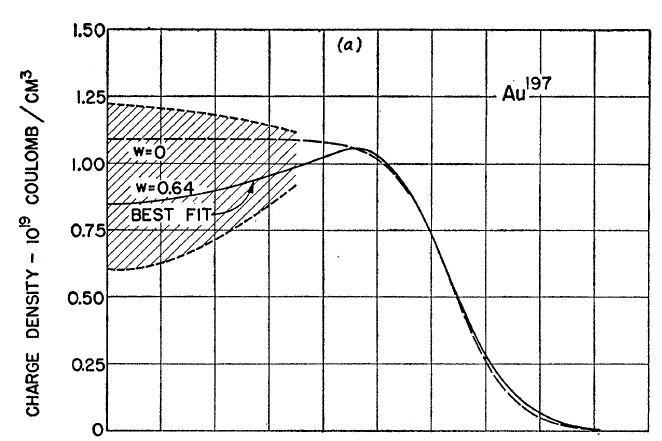 1.50
(a)
1.25
Au¹⁹⁷
1.00
w=0
w=0.64
BEST FIT
0.75
0.50
0.25
0
CHARGE DENSITY - 10¹⁹ COULOMB/CM³